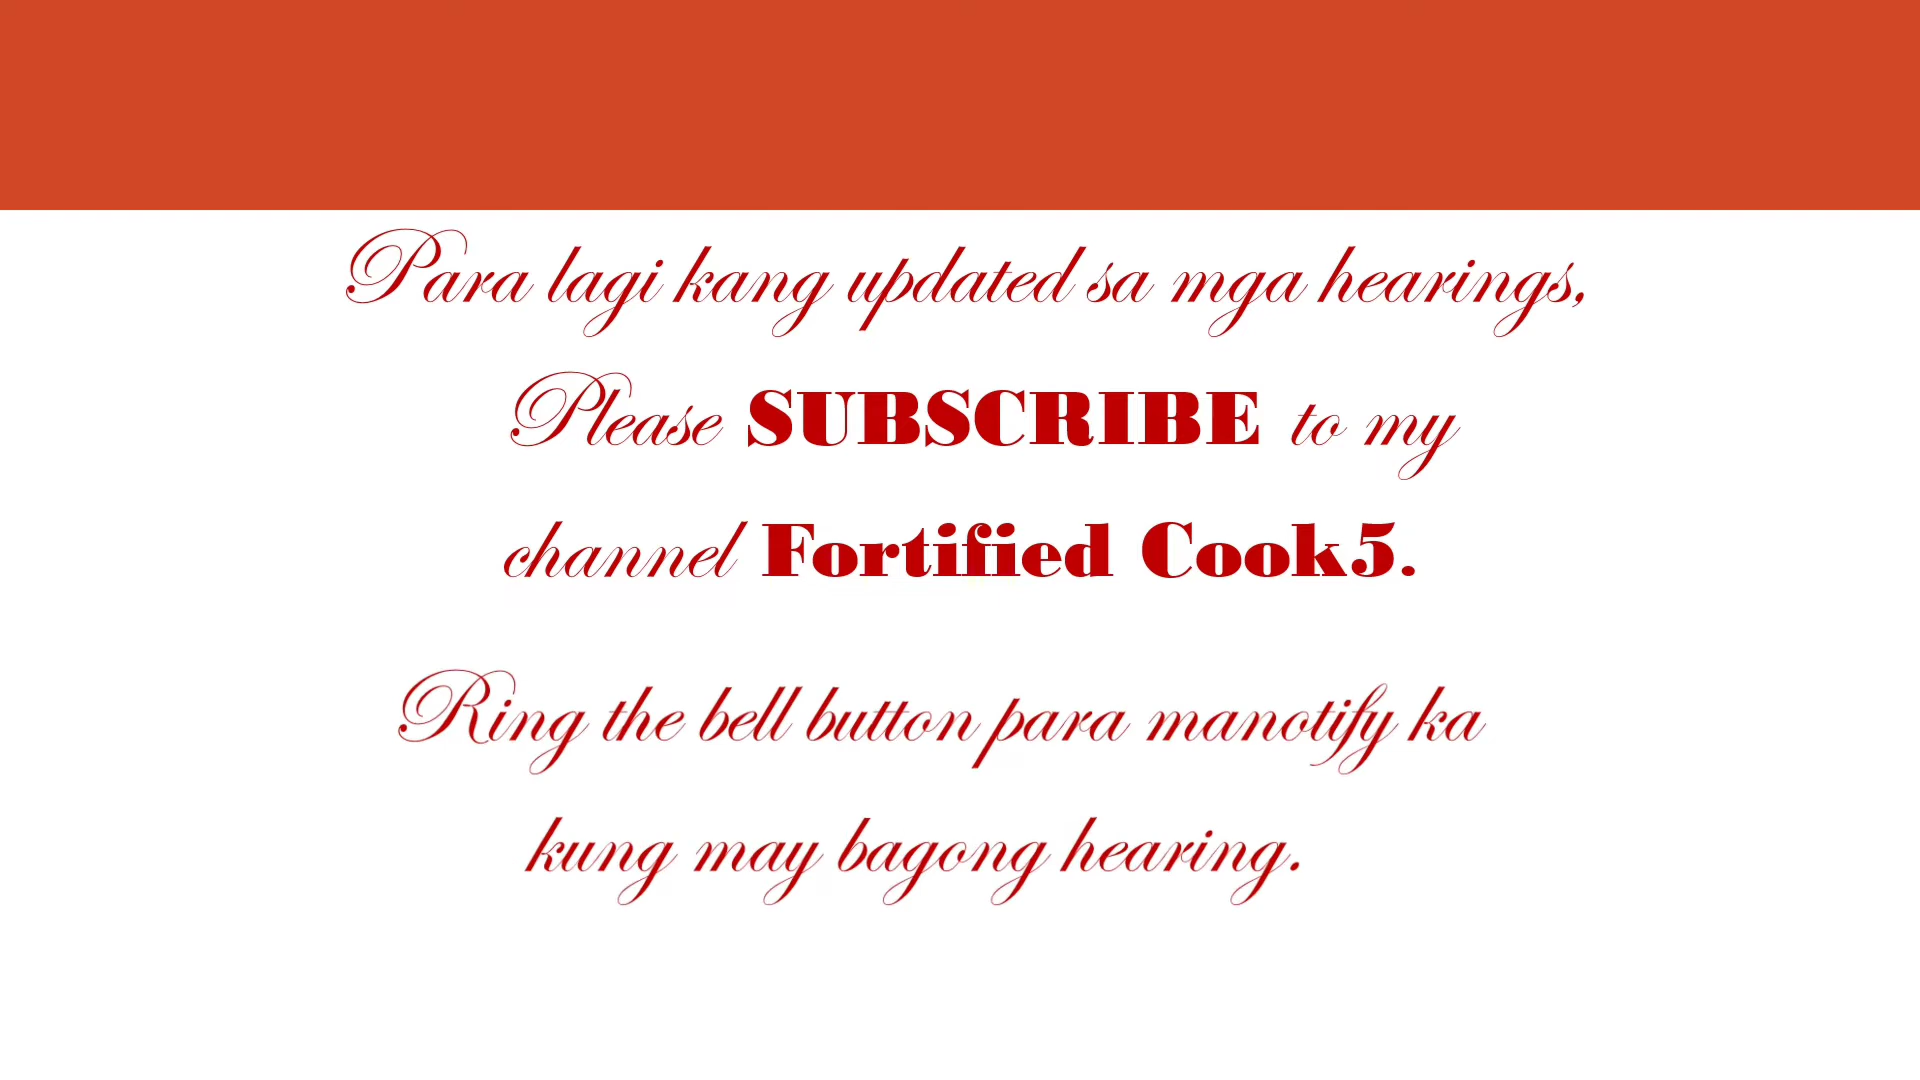 Para lagi kang updated sa mga hearings,
Please SUBSCRIBE to my
channel Fortified Cook5.
Ring the bell button para manotify ka
kung may bagong hearing.